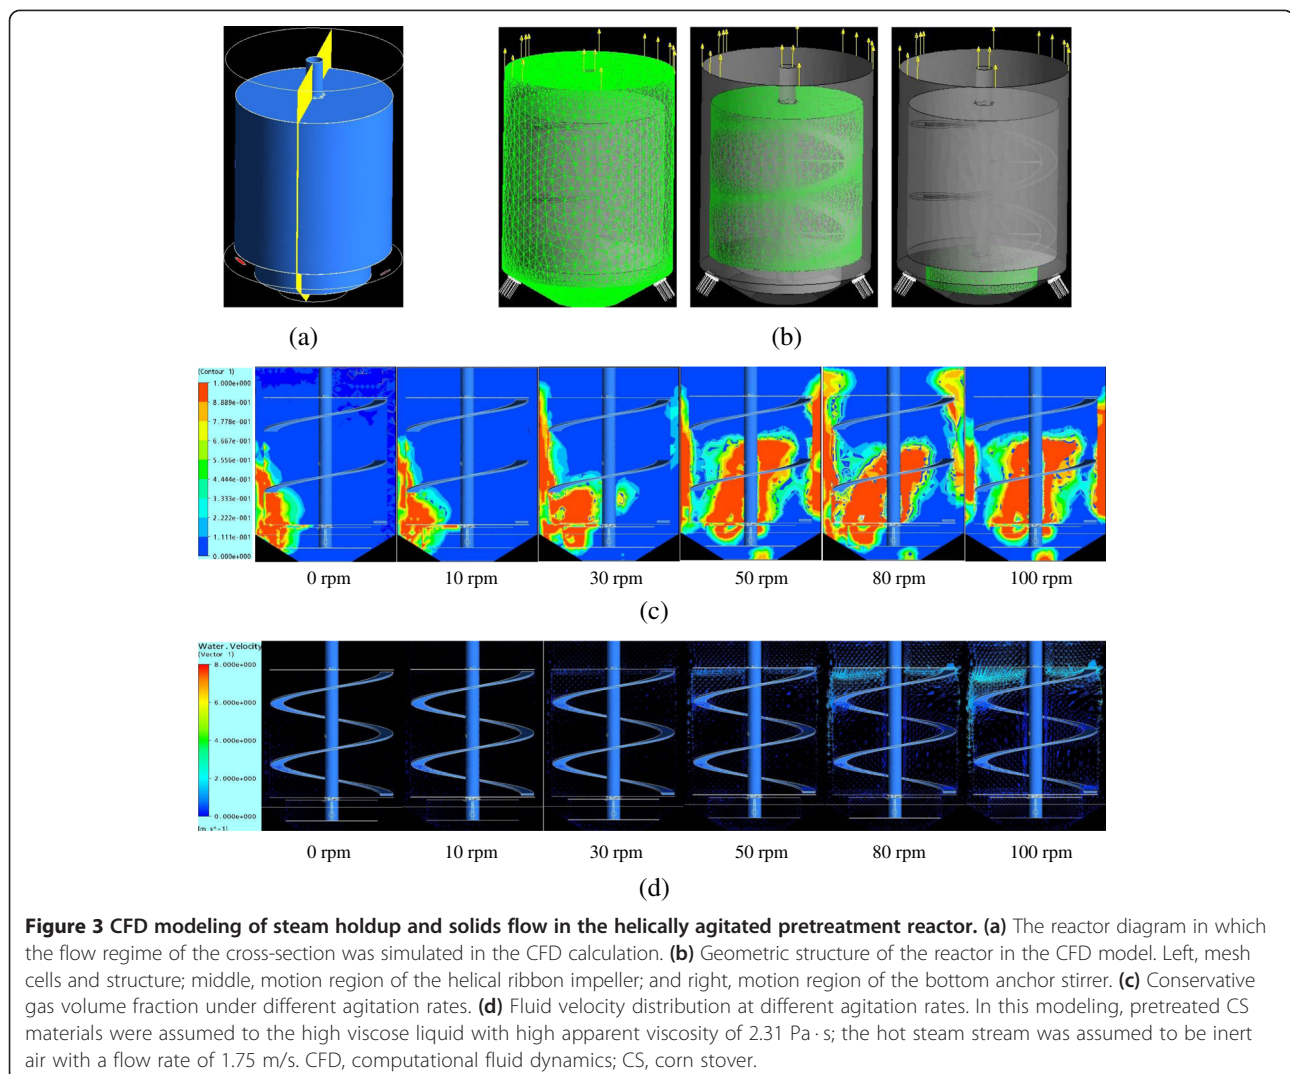 (a)
(b)
(Contour 1)
1.000e+000
8.889e-001
7.778e-001
6.667e-001
5.556e-001
4.444e-001
3.333e-001
2.222e-001
1.111e-001
0.000e+000
0 rpm 10 rpm 30 rpm 50 rpm 80 rpm 100 rpm
(c)
Water.Velocity
(Vector 1)
8.000e+000
6.000e+000
4.000e+000
2.000e+000
0.000e+000
[m s^-1]
0 rpm 10 rpm 30 rpm 50 rpm 80 rpm 100 rpm
(d)
Figure 3 CFD modeling of steam holdup and solids flow in the helically agitated pretreatment reactor. (a) The reactor diagram in which
the flow regime of the cross-section was simulated in the CFD calculation. (b) Geometric structure of the reactor in the CFD model. Left, mesh
cells and structure; middle, motion region of the helical ribbon impeller; and right, motion region of the bottom anchor stirrer. (c) Conservative
gas volume fraction under different agitation rates. (d) Fluid velocity distribution at different agitation rates. In this modeling, pretreated CS
materials were assumed to the high viscose liquid with high apparent viscosity of 2.31 Pa · s; the hot steam stream was assumed to be inert
air with a flow rate of 1.75 m/s. CFD, computational fluid dynamics; CS, corn stover.